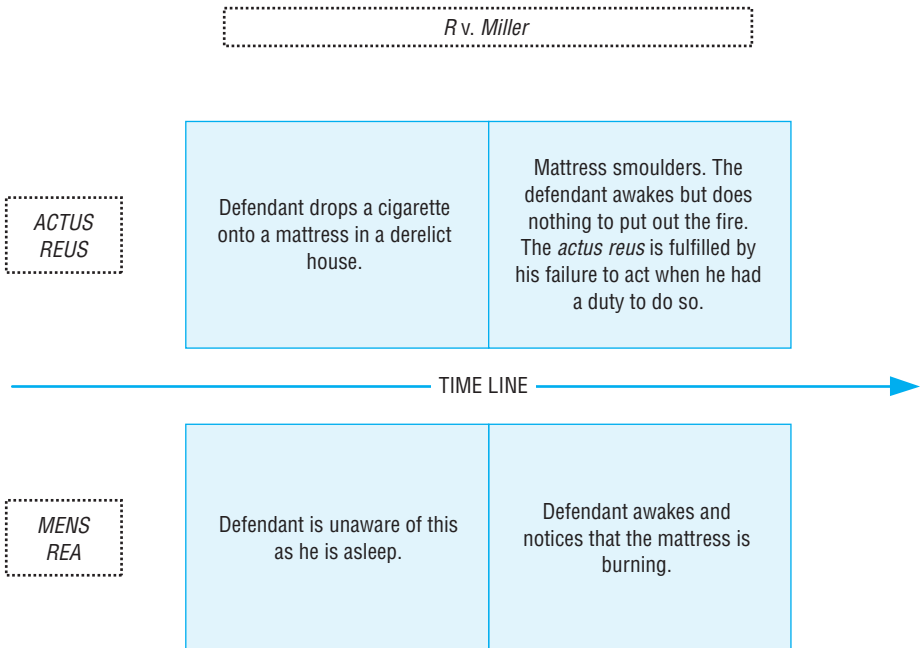 R v. Miller
ACTUS
REUS
Defendant drops a cigarette
onto a mattress in a derelict
house.
Mattress smoulders. The
defendant awakes but does
nothing to put out the fire.
The actus reus is fulfilled by
his failure to act when he had
a duty to do so.
TIME LINE
MENS
REA
Defendant is unaware of this
as he is asleep.
Defendant awakes and
notices that the mattress is
burning.